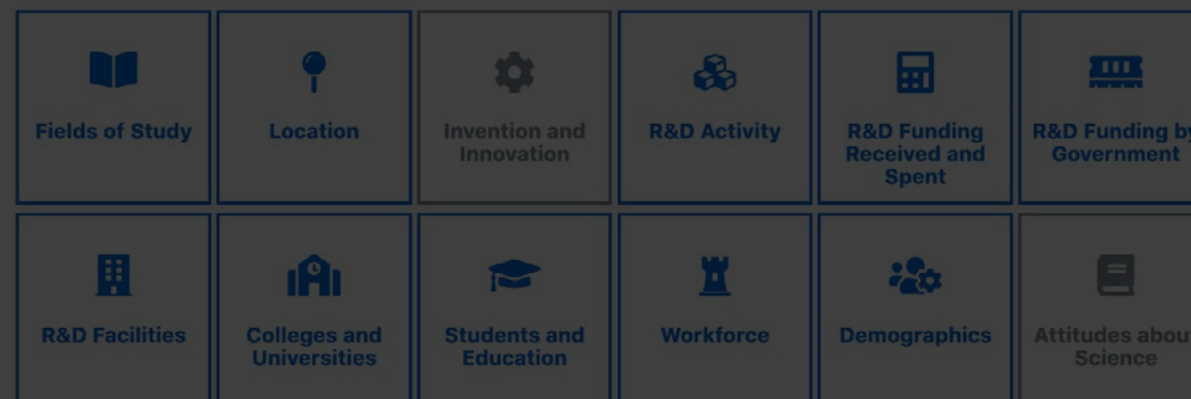 Fields of Study
Location
Invention and
Innovation
R&D Activity
R&D Funding
Received and
Spent
R&D Funding by
Government
R&D Facilities
Colleges and
Universities
Students and
Education
Workforce
Demographics
Attitudes about
Science